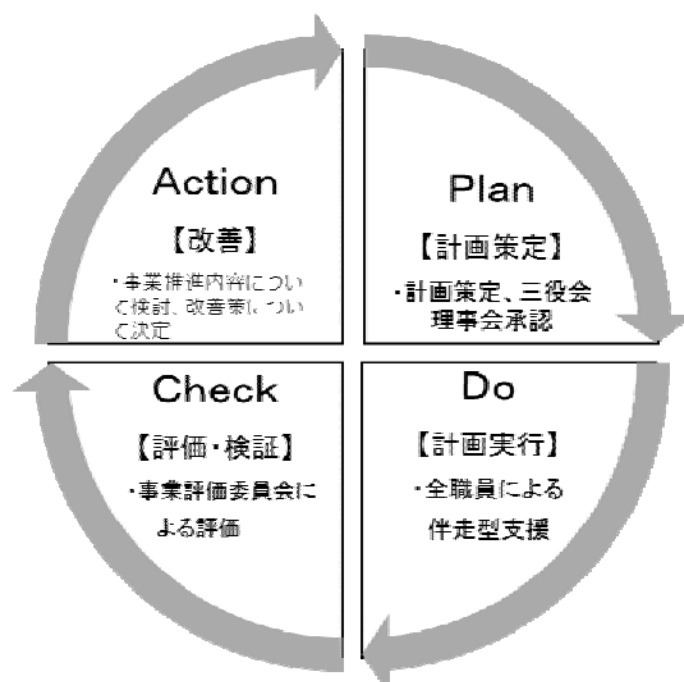 Action
【改善】
・事業推進内容につい
て検討、改善策につい
て決定
Plan
【計画策定】
・計画策定、三役会
理事会承認
Check
【評価・検証】
・事業評価委員会に
よる評価
Do
【計画実行】
・全職員による
伴走型支援